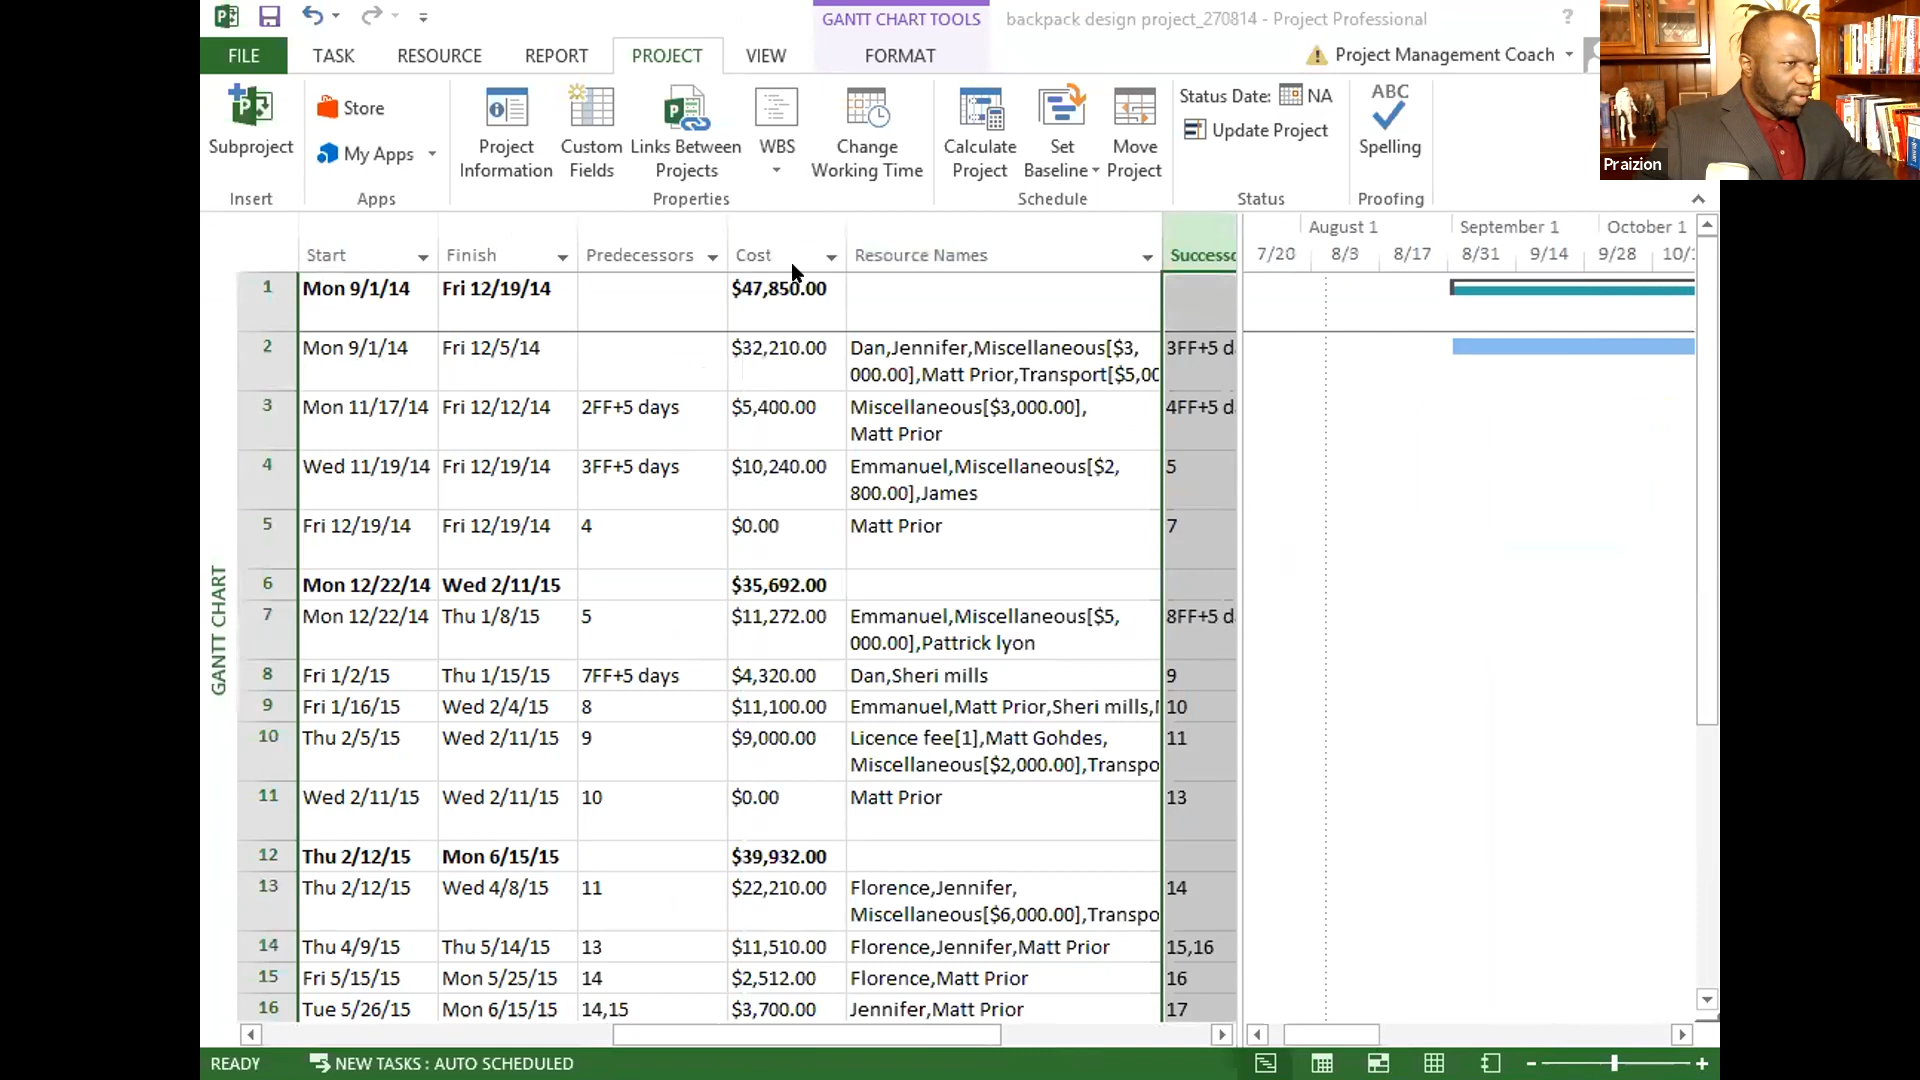 GANTT CHART TOOLS
backpack design project_270814 - Project Professional
?
FILE
TASK
RESOURCE
REPORT
PROJECT
VIEW
FORMAT
Project Management Coach
Praizion
Subproject
Store
My Apps
Project Information
Custom Fields
Links Between Projects
WBS
Change Working Time
Calculate Project
Set Baseline
Move Project
Status Date: NA
Update Project
ABC
Spelling
Insert
Apps
Properties
Schedule
Status
Proofing
Start Finish Predecessors Cost Resource Names Successo
August 1 September 1 October 1
7/20 8/3 8/17 8/31 9/14 9/28 10/1
1 Mon 9/1/14 Fri 12/19/14 $47,850.00
2 Mon 9/1/14 Fri 12/5/14 $32,210.00 Dan,Jennifer,Miscellaneous[$3, 3FF+5 d
000.00],Matt Prior,Transport[$5,00
3 Mon 11/17/14 Fri 12/12/14 2FF+5 days $5,400.00 Miscellaneous[$3,000.00], 4FF+5 d
Matt Prior
4 Wed 11/19/14 Fri 12/19/14 3FF+5 days $10,240.00 Emmanuel,Miscellaneous[$2, 5
800.00],James
5 Fri 12/19/14 Fri 12/19/14 4 $0.00 Matt Prior 7
6 Mon 12/22/14 Wed 2/11/15 $35,692.00
7 Mon 12/22/14 Thu 1/8/15 5 $11,272.00 Emmanuel,Miscellaneous[$5, 8FF+5 d
000.00],Pattrick lyon
8 Fri 1/2/15 Thu 1/15/15 7FF+5 days $4,320.00 Dan,Sheri mills 9
9 Fri 1/16/15 Wed 2/4/15 8 $11,100.00 Emmanuel,Matt Prior,Sheri mills, 10
10 Thu 2/5/15 Wed 2/11/15 9 $9,000.00 Licence fee[1],Matt Gohdes, 11
Miscellaneous[$2,000.00],Transpo
11 Wed 2/11/15 Wed 2/11/15 10 $0.00 Matt Prior 13
12 Thu 2/12/15 Mon 6/15/15 $39,932.00
13 Thu 2/12/15 Wed 4/8/15 11 $22,210.00 Florence,Jennifer, 14
Miscellaneous[$6,000.00],Transpo
14 Thu 4/9/15 Thu 5/14/15 13 $11,510.00 Florence,Jennifer,Matt Prior 15,16
15 Fri 5/15/15 Mon 5/25/15 14 $2,512.00 Florence,Matt Prior 16
16 Tue 5/26/15 Mon 6/15/15 14,15 $3,700.00 Jennifer,Matt Prior 17
GANTT CHART
READY
NEW TASKS : AUTO SCHEDULED